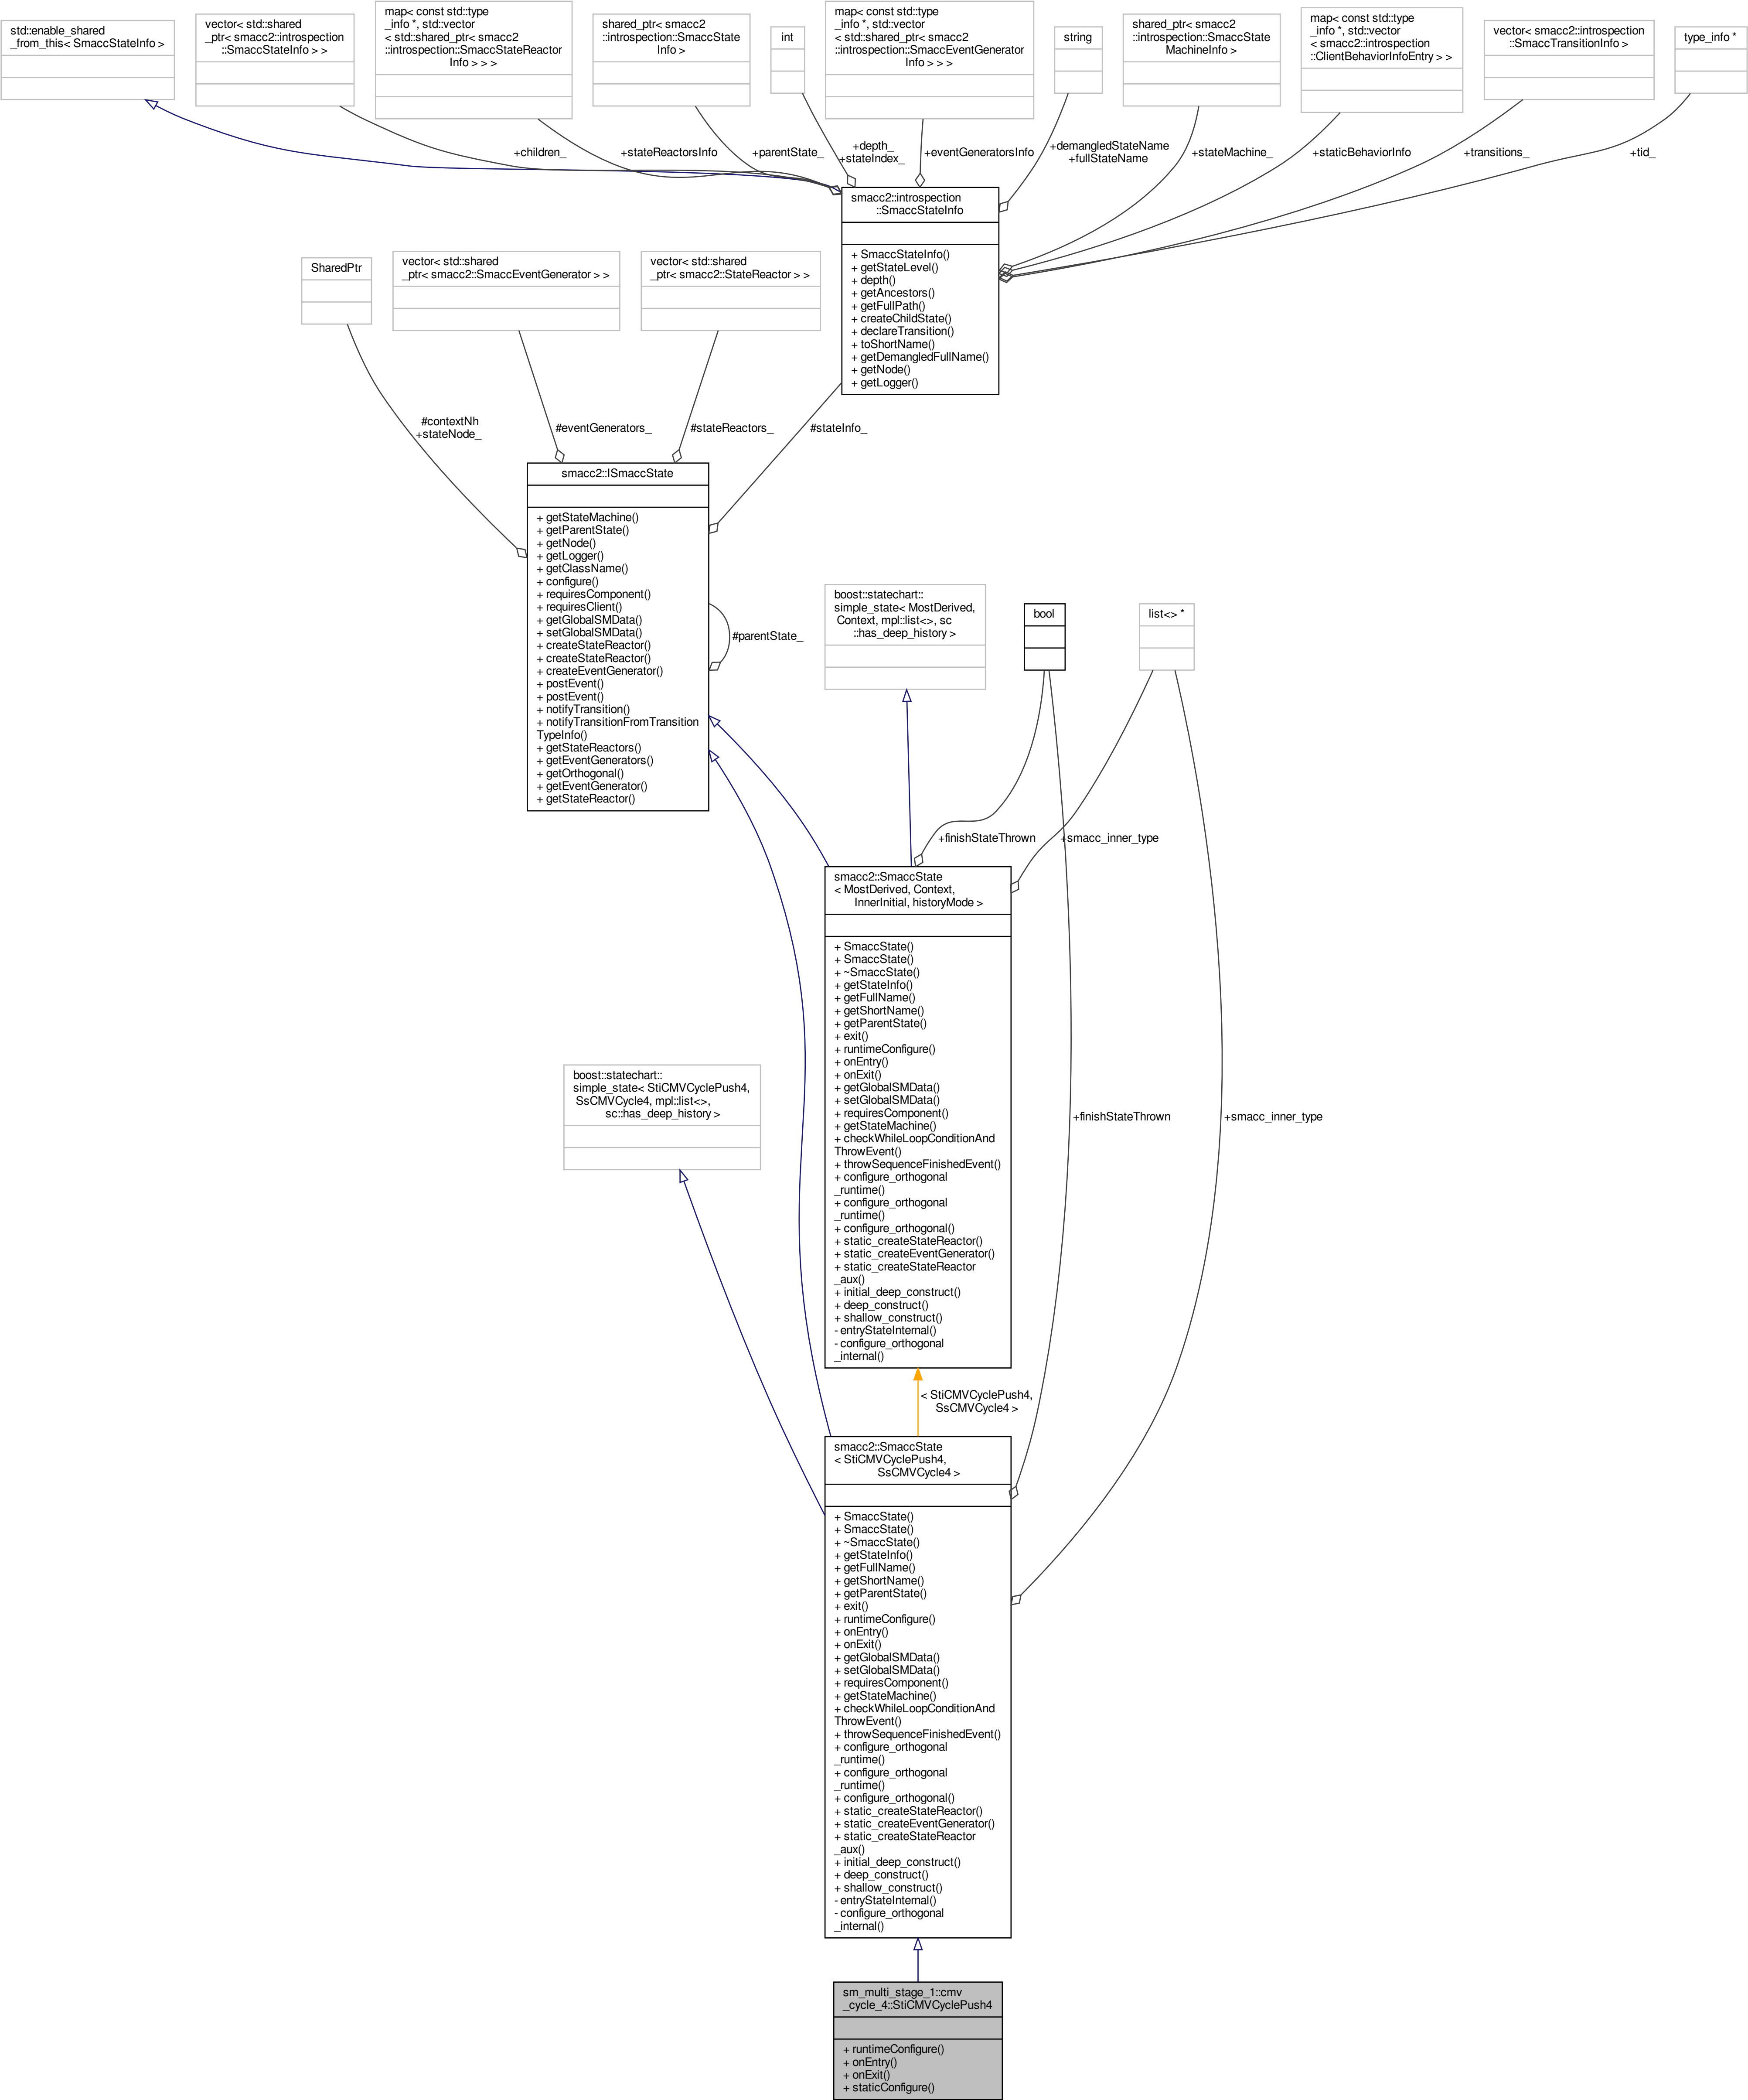 std::enable_shared
_from_this< SmaccStateInfo >
vector< std::shared
_ptr< smacc2::introspection
::SmaccStateInfo > >
map< const std::type
_info *, std::vector
< std::shared_ptr< smacc2
::introspection::SmaccStateReactor
Info > > >
shared_ptr< smacc2
::introspection::SmaccState
Info >
int
map< const std::type
_info *, std::vector
< std::shared_ptr< smacc2
::introspection::SmaccEventGenerator
Info > > >
string
shared_ptr< smacc2
::introspection::SmaccState
MachineInfo >
map< const std::type
_info *, std::vector
< smacc2::introspection
::ClientBehaviorInfoEntry > >
vector< smacc2::introspection
::SmaccTransitionInfo >
type_info *
+children_
+stateReactorsInfo
+parentState_
+depth_
+stateIndex_
+eventGeneratorsInfo
+demangledStateName
+fullStateName
+stateMachine_
+staticBehaviorInfo
+transitions_
+tid_
smacc2::introspection
::SmaccStateInfo
+ SmaccStateInfo()
+ getStateLevel()
+ depth()
+ getAncestors()
+ getFullPath()
+ createChildState()
+ declareTransition()
+ toShortName()
+ getDemangledFullName()
+ getNode()
+ getLogger()
SharedPtr
vector< std::shared
_ptr< smacc2::SmaccEventGenerator > >
vector< std::shared
_ptr< smacc2::StateReactor > >
#contextNh
+stateNode_
#eventGenerators_
#stateReactors_
#stateInfo_
smacc2::ISmaccState
+ getStateMachine()
+ getParentState()
+ getNode()
+ getLogger()
+ getClassName()
+ configure()
+ requiresComponent()
+ requiresClient()
+ getGlobalSMData()
+ setGlobalSMData()
+ createStateReactor()
+ createStateReactor()
+ createEventGenerator()
+ postEvent()
+ postEvent()
+ notifyTransition()
+ notifyTransitionFromTransition
TypeInfo()
+ getStateReactors()
+ getEventGenerators()
+ getOrthogonal()
+ getEventGenerator()
+ getStateReactor()
#parentState_
boost::statechart::
simple_state< MostDerived,
Context, mpl::list<>, sc
::has_deep_history >
bool
list<> *
+finishStateThrown
+smacc_inner_type
smacc2::SmaccState
< MostDerived, Context,
InnerInitial, historyMode >
+ SmaccState()
+ SmaccState()
+ ~SmaccState()
+ getStateInfo()
+ getFullName()
+ getShortName()
+ getParentState()
+ exit()
+ runtimeConfigure()
+ onEntry()
+ onExit()
+ getGlobalSMData()
+ setGlobalSMData()
+ requiresComponent()
+ getStateMachine()
+ checkWhileLoopConditionAnd
ThrowEvent()
+ throwSequenceFinishedEvent()
+ configure_orthogonal
_runtime()
+ configure_orthogonal
_runtime()
+ configure_orthogonal()
+ static_createStateReactor()
+ static_createEventGenerator()
+ static_createStateReactor
_aux()
+ initial_deep_construct()
+ deep_construct()
+ shallow_construct()
- entryStateInternal()
- configure_orthogonal
_internal()
boost::statechart::
simple_state< StiCMVCyclePush4,
SsCMVCycle4, mpl::list<>,
sc::has_deep_history >
+finishStateThrown
+smacc_inner_type
< StiCMVCyclePush4,
SsCMVCycle4 >
smacc2::SmaccState
< StiCMVCyclePush4,
SsCMVCycle4 >
+ SmaccState()
+ SmaccState()
+ ~SmaccState()
+ getStateInfo()
+ getFullName()
+ getShortName()
+ getParentState()
+ exit()
+ runtimeConfigure()
+ onEntry()
+ onExit()
+ getGlobalSMData()
+ setGlobalSMData()
+ requiresComponent()
+ getStateMachine()
+ checkWhileLoopConditionAnd
ThrowEvent()
+ throwSequenceFinishedEvent()
+ configure_orthogonal
_runtime()
+ configure_orthogonal
_runtime()
+ configure_orthogonal()
+ static_createStateReactor()
+ static_createEventGenerator()
+ static_createStateReactor
_aux()
+ initial_deep_construct()
+ deep_construct()
+ shallow_construct()
- entryStateInternal()
- configure_orthogonal
_internal()
sm_multi_stage_1::cmv
_cycle_4::StiCMVCyclePush4
+ runtimeConfigure()
+ onEntry()
+ onExit()
+ staticConfigure()